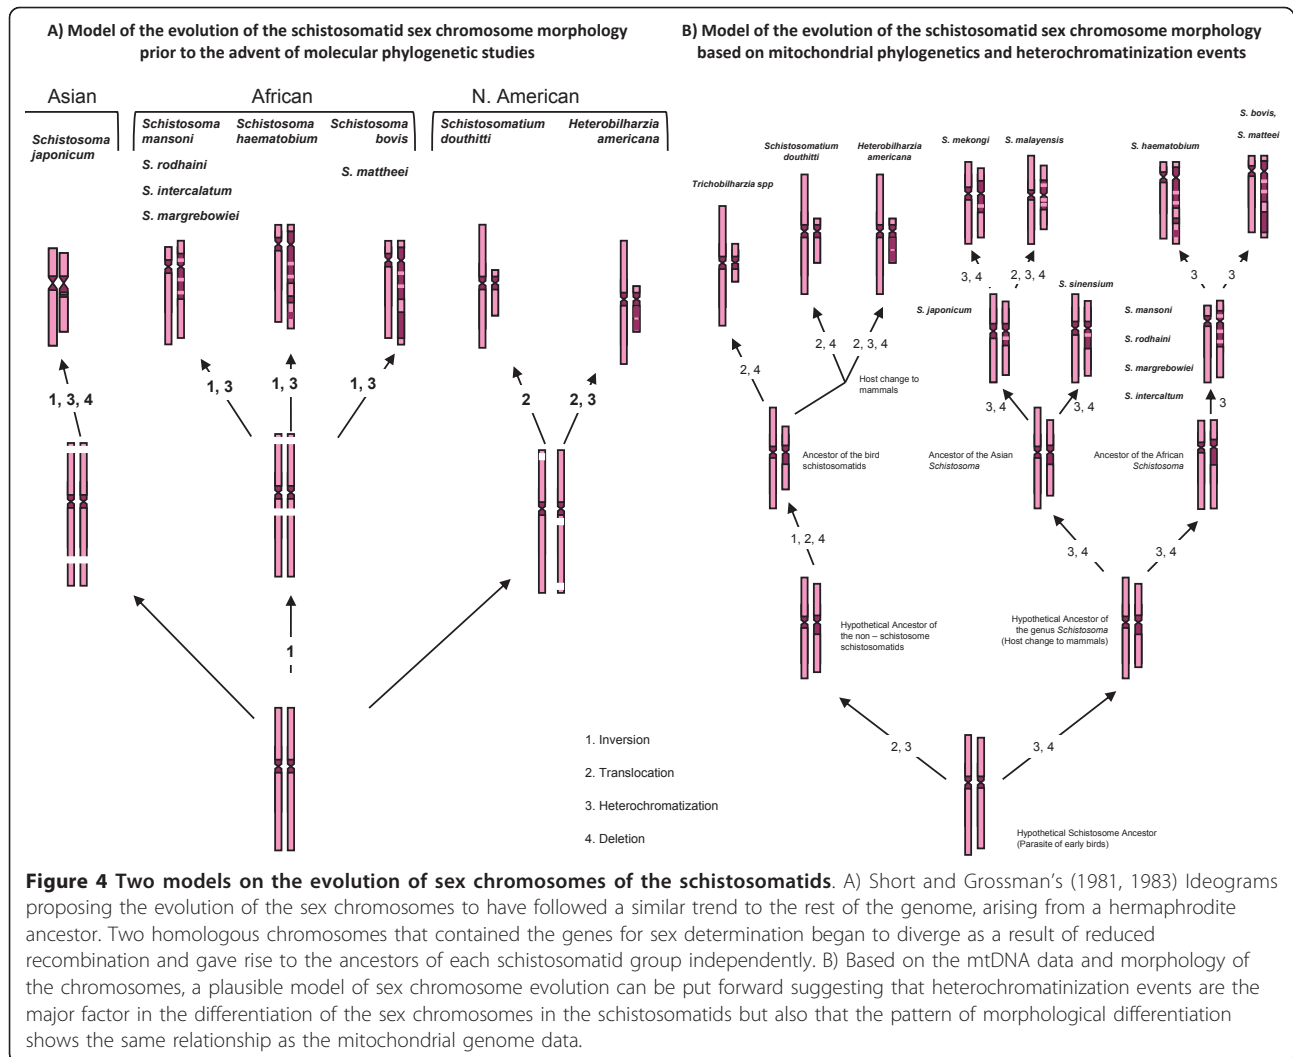 A) Model of the evolution of the schistosomatid sex chromosome morphology
prior to the advent of molecular phylogenetic studies
Asian
African
N. American
Schistosoma
japonicum
Schistosoma
mansoni
S. rodhaini
S. intercalatum
S. margrebowiei
Schistosoma
haematobium
Schistosoma
bovis
S. mattheei
Schistosomatium
douthitti
Heterobilharzia
americana
1, 3, 4
1, 3
1, 3
1, 3
2
2, 3
1
1. Inversion
2. Translocation
3. Heterochromatization
4. Deletion
B) Model of the evolution of the schistosomatid sex chromosome morphology
based on mitochondrial phylogenetics and heterochromatinization events
Trichobilharzia spp
Schistosomatium
douthitti
Heterobilharzia
americana
S. mekongi
S. malayensis
S. haematobium
S. bovis,
S. matteei
2, 4
2, 4
2, 3, 4
Host change to
mammals
3, 4
2, 3, 4
S. japonicum
S. sinensium
3
3
S. mansoni
S. rodhaini
S. margrebowiei
S. intercaltum
3, 4
3, 4
3
Ancestor of the bird
schistosomatids
Ancestor of the Asian
Schistosoma
Ancestor of the African
Schistosoma
1, 2, 4
3, 4
3, 4
Hypothetical Ancestor of
the non – schistosome
schistosomatids
Hypothetical Ancestor of
the genus Schistosoma
(Host change to mammals)
2, 3
3, 4
Hypothetical Schistosome Ancestor
(Parasite of early birds)
Figure 4 Two models on the evolution of sex chromosomes of the schistosomatids. A) Short and Grossman's (1981, 1983) Ideograms
proposing the evolution of the sex chromosomes to have followed a similar trend to the rest of the genome, arising from a hermaphrodite
ancestor. Two homologous chromosomes that contained the genes for sex determination began to diverge as a result of reduced
recombination and gave rise to the ancestors of each schistosomatid group independently. B) Based on the mtDNA data and morphology of
the chromosomes, a plausible model of sex chromosome evolution can be put forward suggesting that heterochromatinization events are the
major factor in the differentiation of the sex chromosomes in the schistosomatids but also that the pattern of morphological differentiation
shows the same relationship as the mitochondrial genome data.